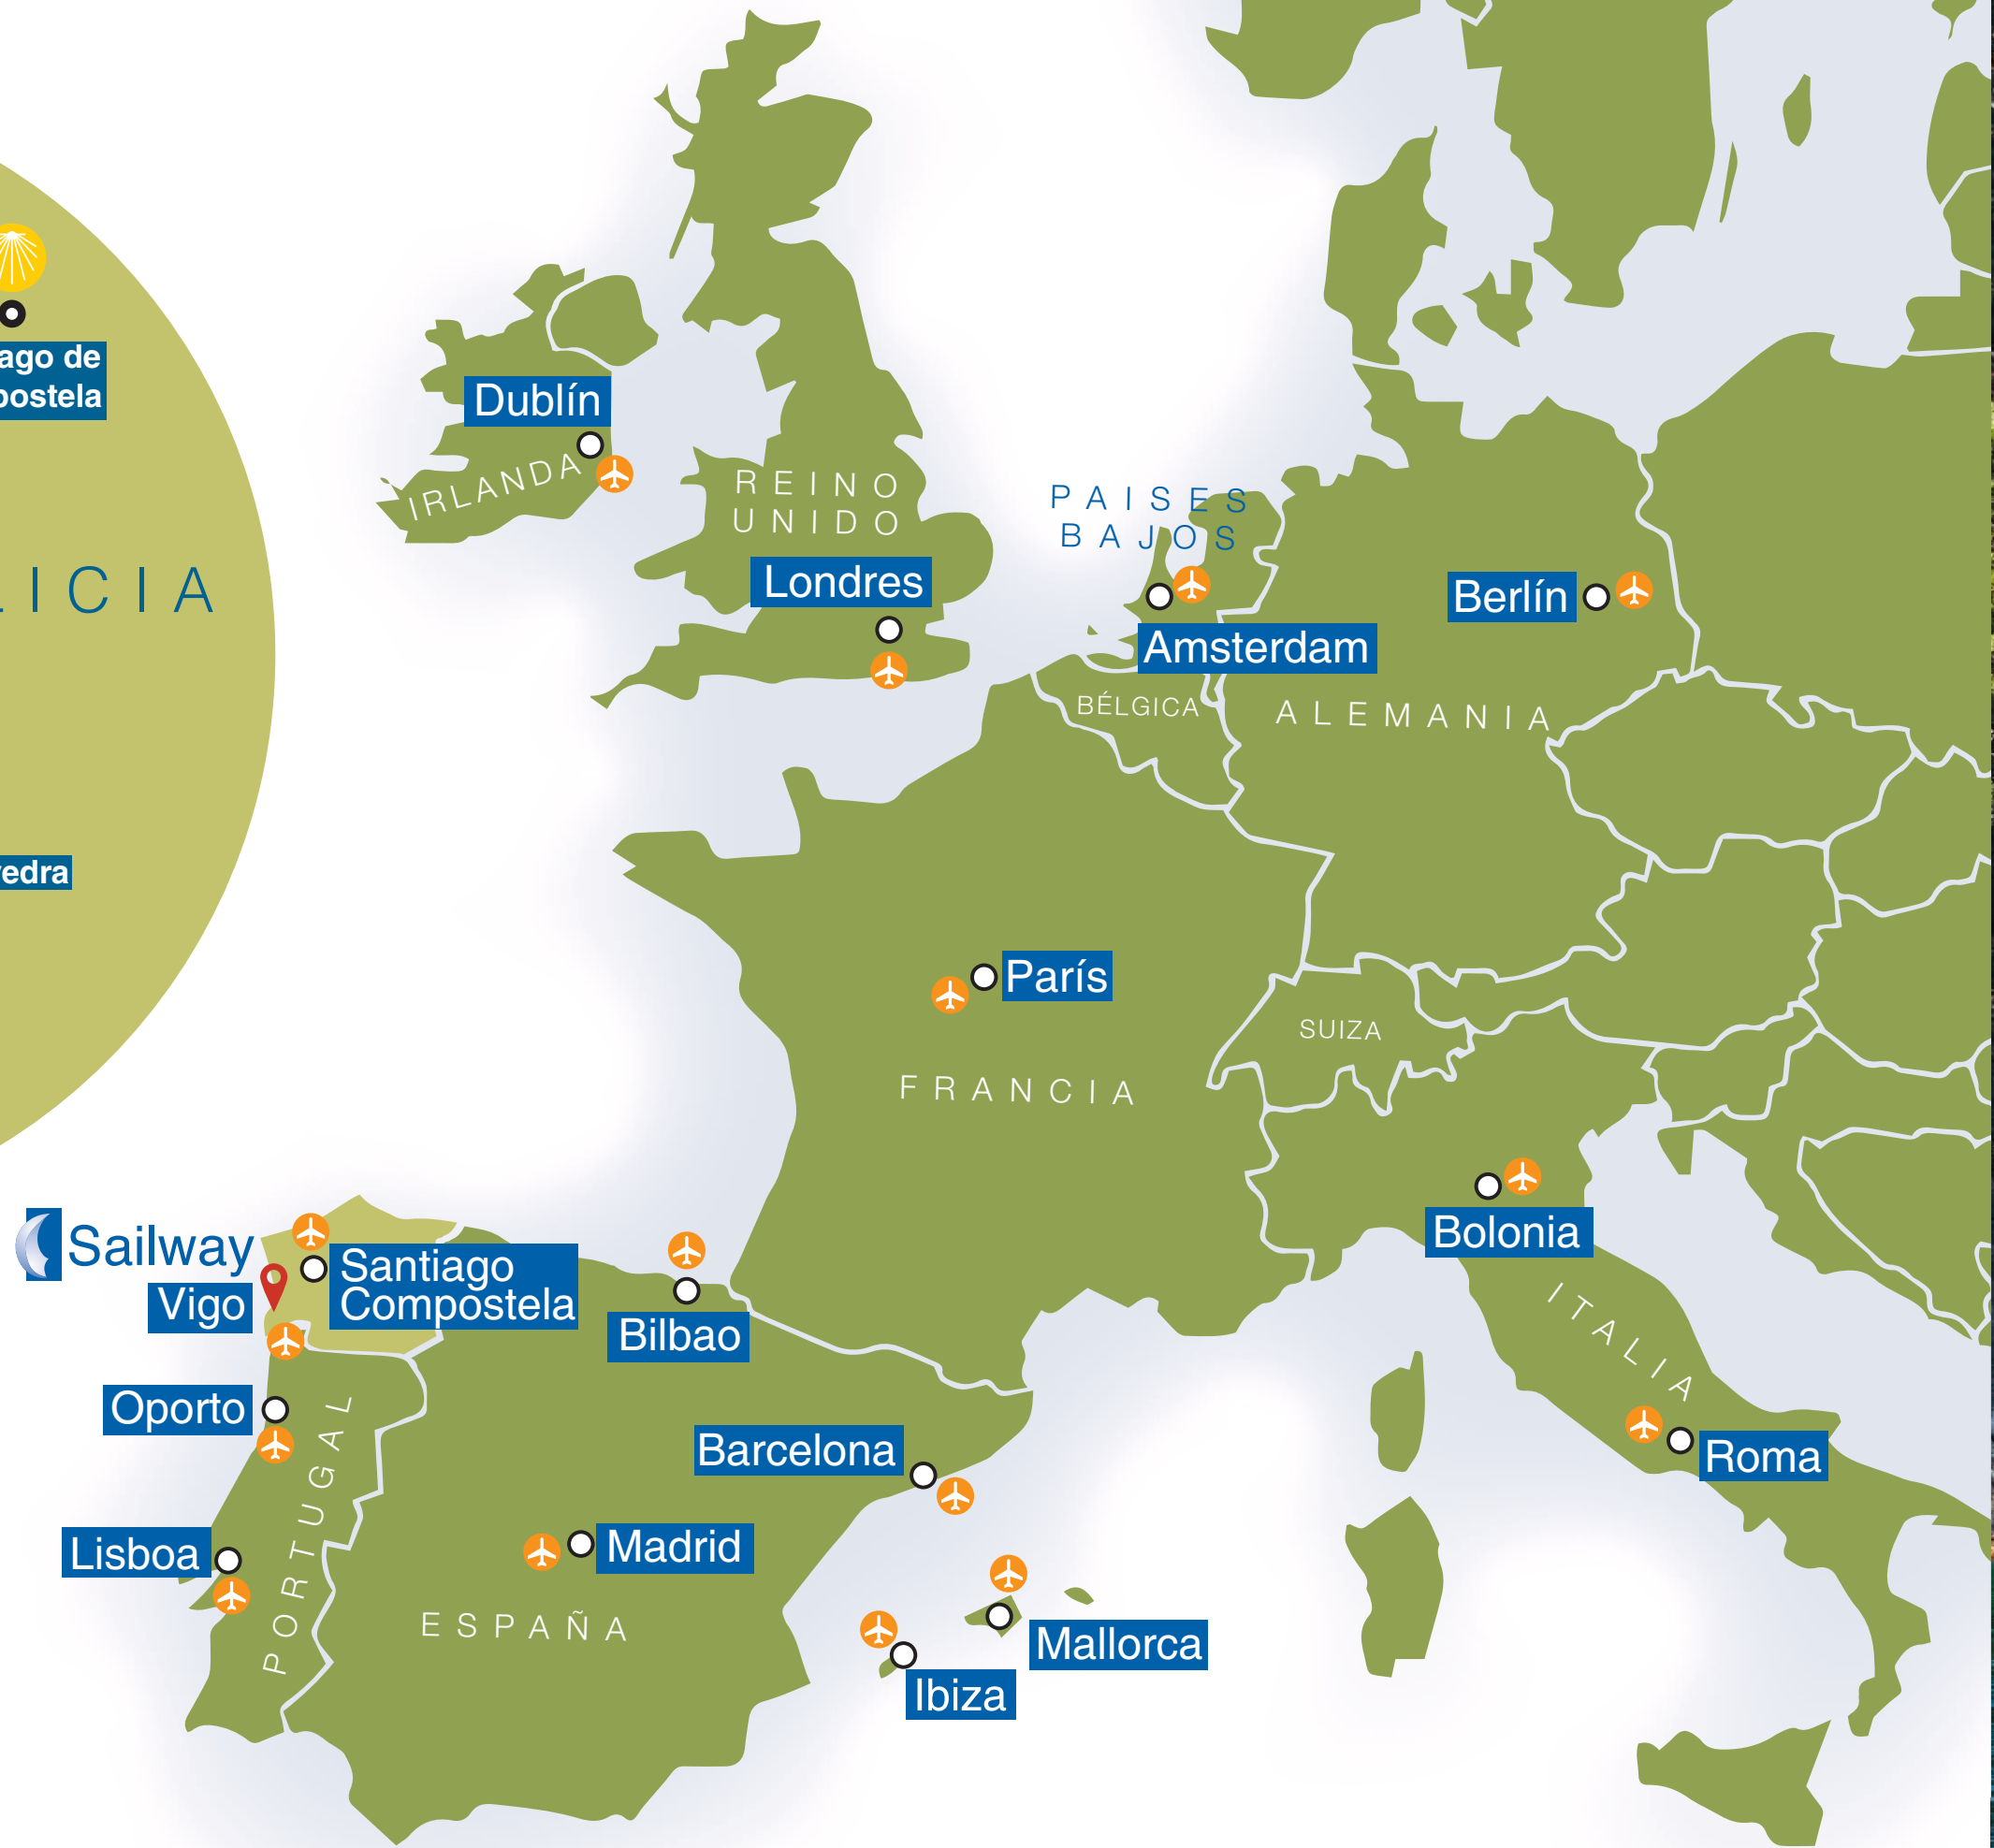 ago de
postela
ICIA
edra
Dublín
IRLANDA
REINO
UNIDO
Londres
PAISES
BAJOS
Amsterdam
Berlín
BÉLGICA
ALEMANIA
París
SUIZA
FRANCIA
Bolonia
ITALIA
Roma
Sailway
Vigo
Santiago
Compostela
Bilbao
Oporto
PORTUGAL
Barcelona
Lisboa
Madrid
ESPAÑA
Mallorca
Ibiza